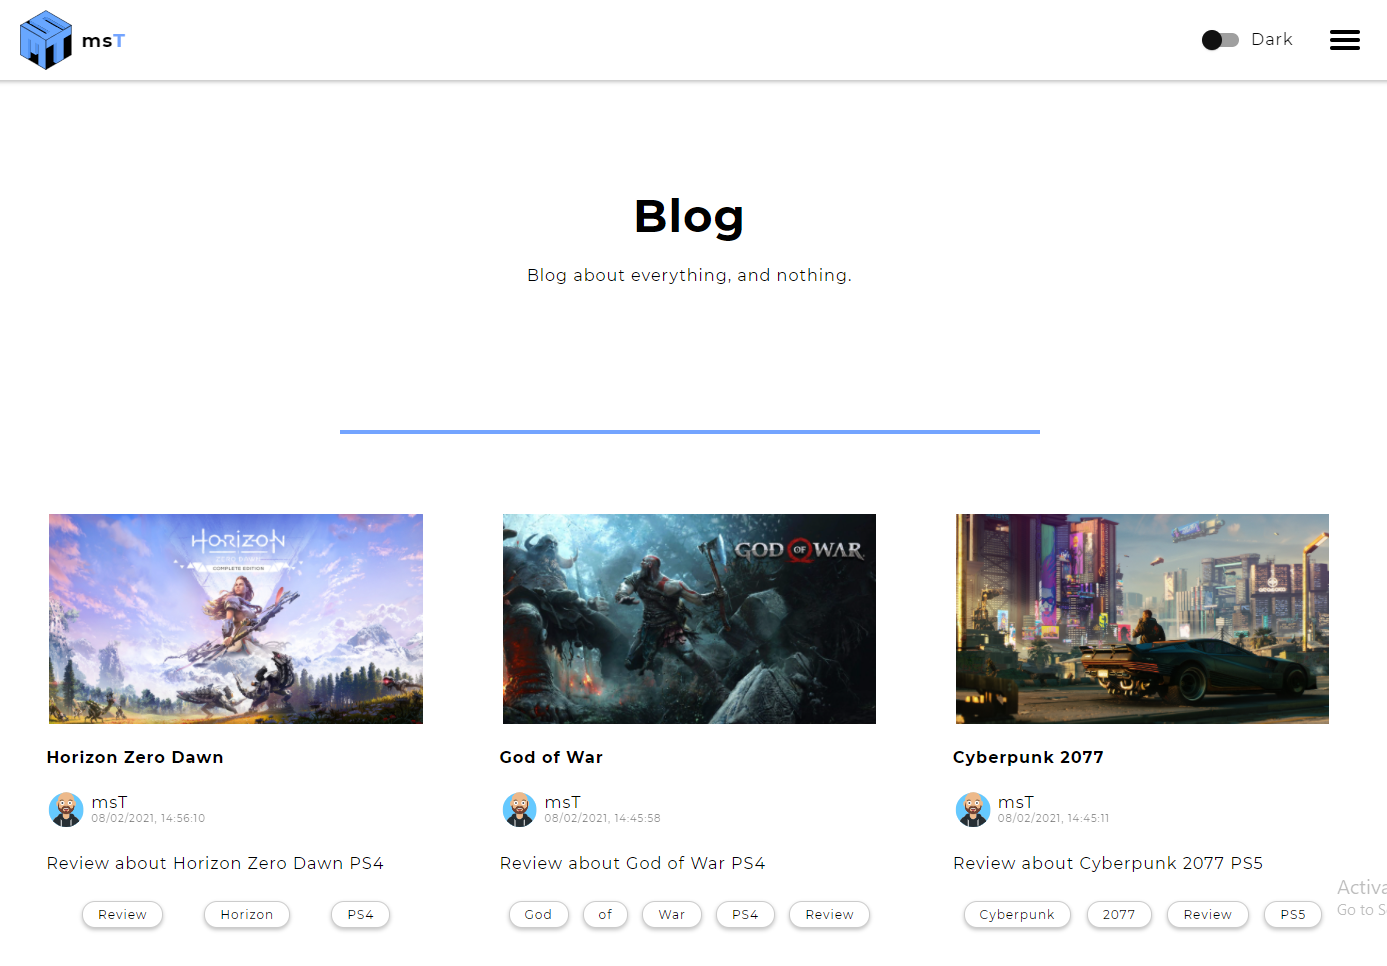 msT
Dark
Blog
Blog about everything, and nothing.
HORIZON
ZERO DAWN
COMPLETE EDITION
GOD OF WAR
Horizon Zero Dawn
msT
08/02/2021, 14:56:10
Review about Horizon Zero Dawn PS4
Review Horizon PS4
God of War
msT
08/02/2021, 14:45:58
Review about God of War PS4
God of War PS4 Review
Cyberpunk 2077
msT
08/02/2021, 14:45:11
Review about Cyberpunk 2077 PS5
Cyberpunk 2077 Review PS5
Activa
Go to S